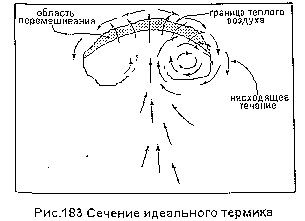 область
перемешивания
граница теплого
воздуха
нисходящее
течение
Рис.183 Сечение идеального термика